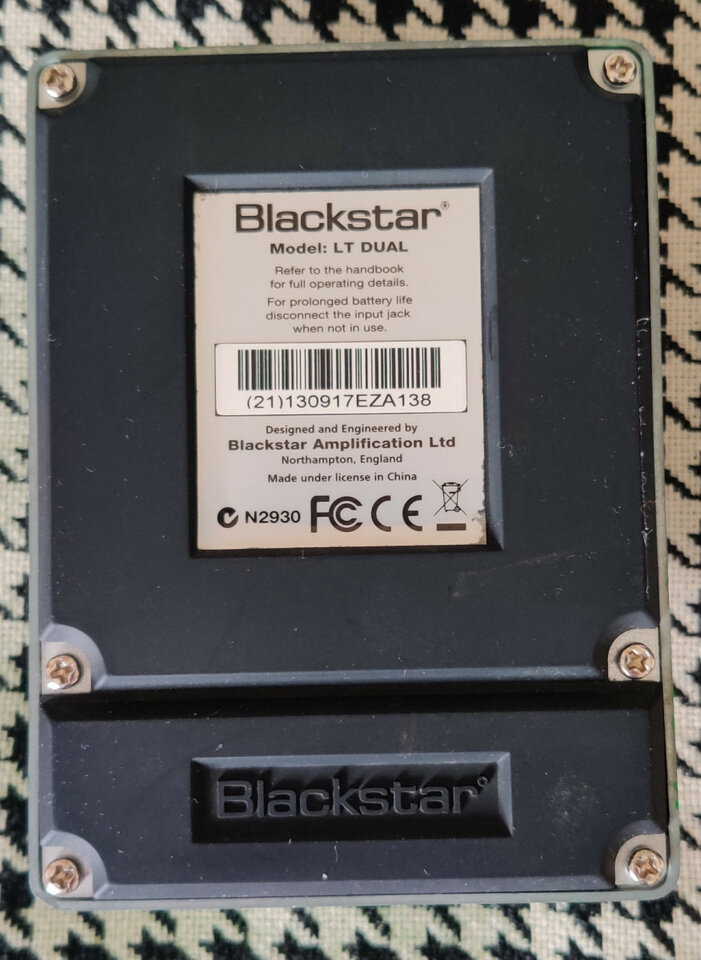 Blackstar®
Model: LT DUAL
Refer to the handbook
for full operating details.
For prolonged battery life
disconnect the input jack
when not in use.
(21)130917EZA138
Designed and Engineered by
Blackstar Amplification Ltd
Northampton, England
Made under license in China
N2930 FC CE
Blackstar®